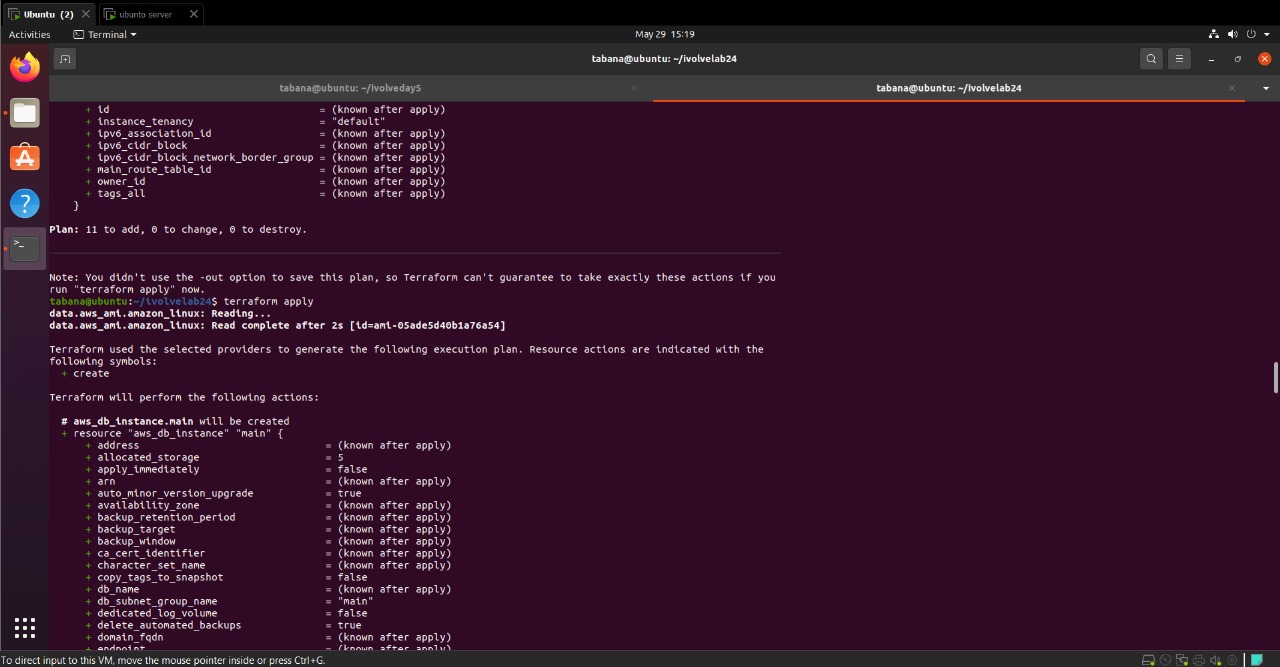 Ubuntu (2)
ubunto server
Activities
Terminal
May 29 15:19
tabana@ubuntu: ~/ivolvelab24
tabana@ubuntu: ~/ivolveday5
tabana@ubuntu: ~/ivolvelab24
+ id = (known after apply)
+ instance_tenancy = "default"
+ ipv6_association_id = (known after apply)
+ ipv6_cidr_block = (known after apply)
+ ipv6_cidr_block_network_border_group = (known after apply)
+ main_route_table_id = (known after apply)
+ owner_id = (known after apply)
+ tags_all = (known after apply)
}
Plan: 11 to add, 0 to change, 0 to destroy.
Note: You didn't use the -out option to save this plan, so Terraform can't guarantee to take exactly these actions if you
run "terraform apply" now.
tabana@ubuntu:~/ivolvelab24$ terraform apply
data.aws_ami.amazon_linux: Reading...
data.aws_ami.amazon_linux: Read complete after 2s [id=ami-05ade5d40b1a76a54]
Terraform used the selected providers to generate the following execution plan. Resource actions are indicated with the
following symbols:
+ create
Terraform will perform the following actions:
# aws_db_instance.main will be created
+ resource "aws_db_instance" "main" {
+ address = (known after apply)
+ allocated_storage = 5
+ apply_immediately = false
+ arn = (known after apply)
+ auto_minor_version_upgrade = true
+ availability_zone = (known after apply)
+ backup_retention_period = (known after apply)
+ backup_target = (known after apply)
+ backup_window = (known after apply)
+ ca_cert_identifier = (known after apply)
+ character_set_name = (known after apply)
+ copy_tags_to_snapshot = false
+ db_name = (known after apply)
+ db_subnet_group_name = "main"
+ dedicated_log_volume = false
+ delete_automated_backups = true
+ domain_fqdn = (known after apply)
+ endpoint = (known after apply)
To direct input to this VM, move the mouse pointer inside or press Ctrl+G.